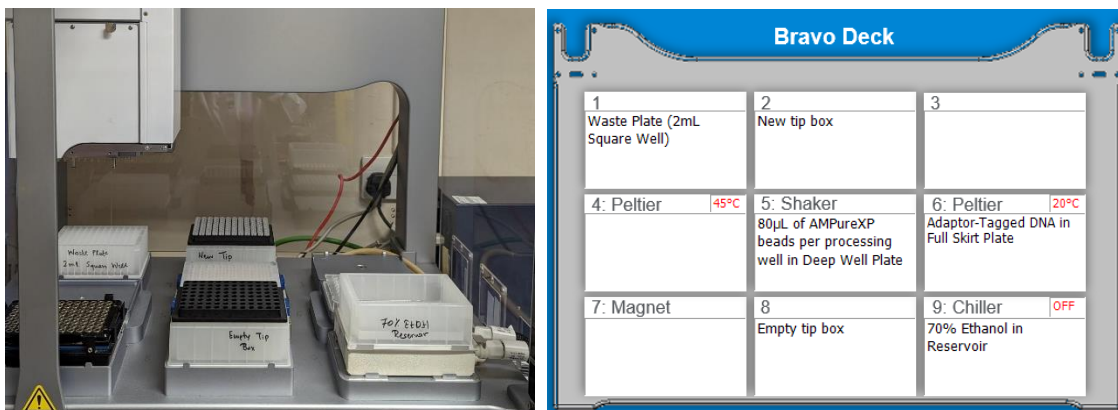 Waste Plate
2ml Square Well
New Tip
Empty Tip
Box
70% EtOH
Reservoir
Bravo Deck
1
Waste Plate (2mL
Square Well)
2
New tip box
3
4: Peltier
45°C
5: Shaker
80µL of AMPureXP
beads per processing
well in Deep Well Plate
6: Peltier
20°C
Adaptor-Tagged DNA in
Full Skirt Plate
7: Magnet
8
Empty tip box
9: Chiller
OFF
70% Ethanol in
Reservoir